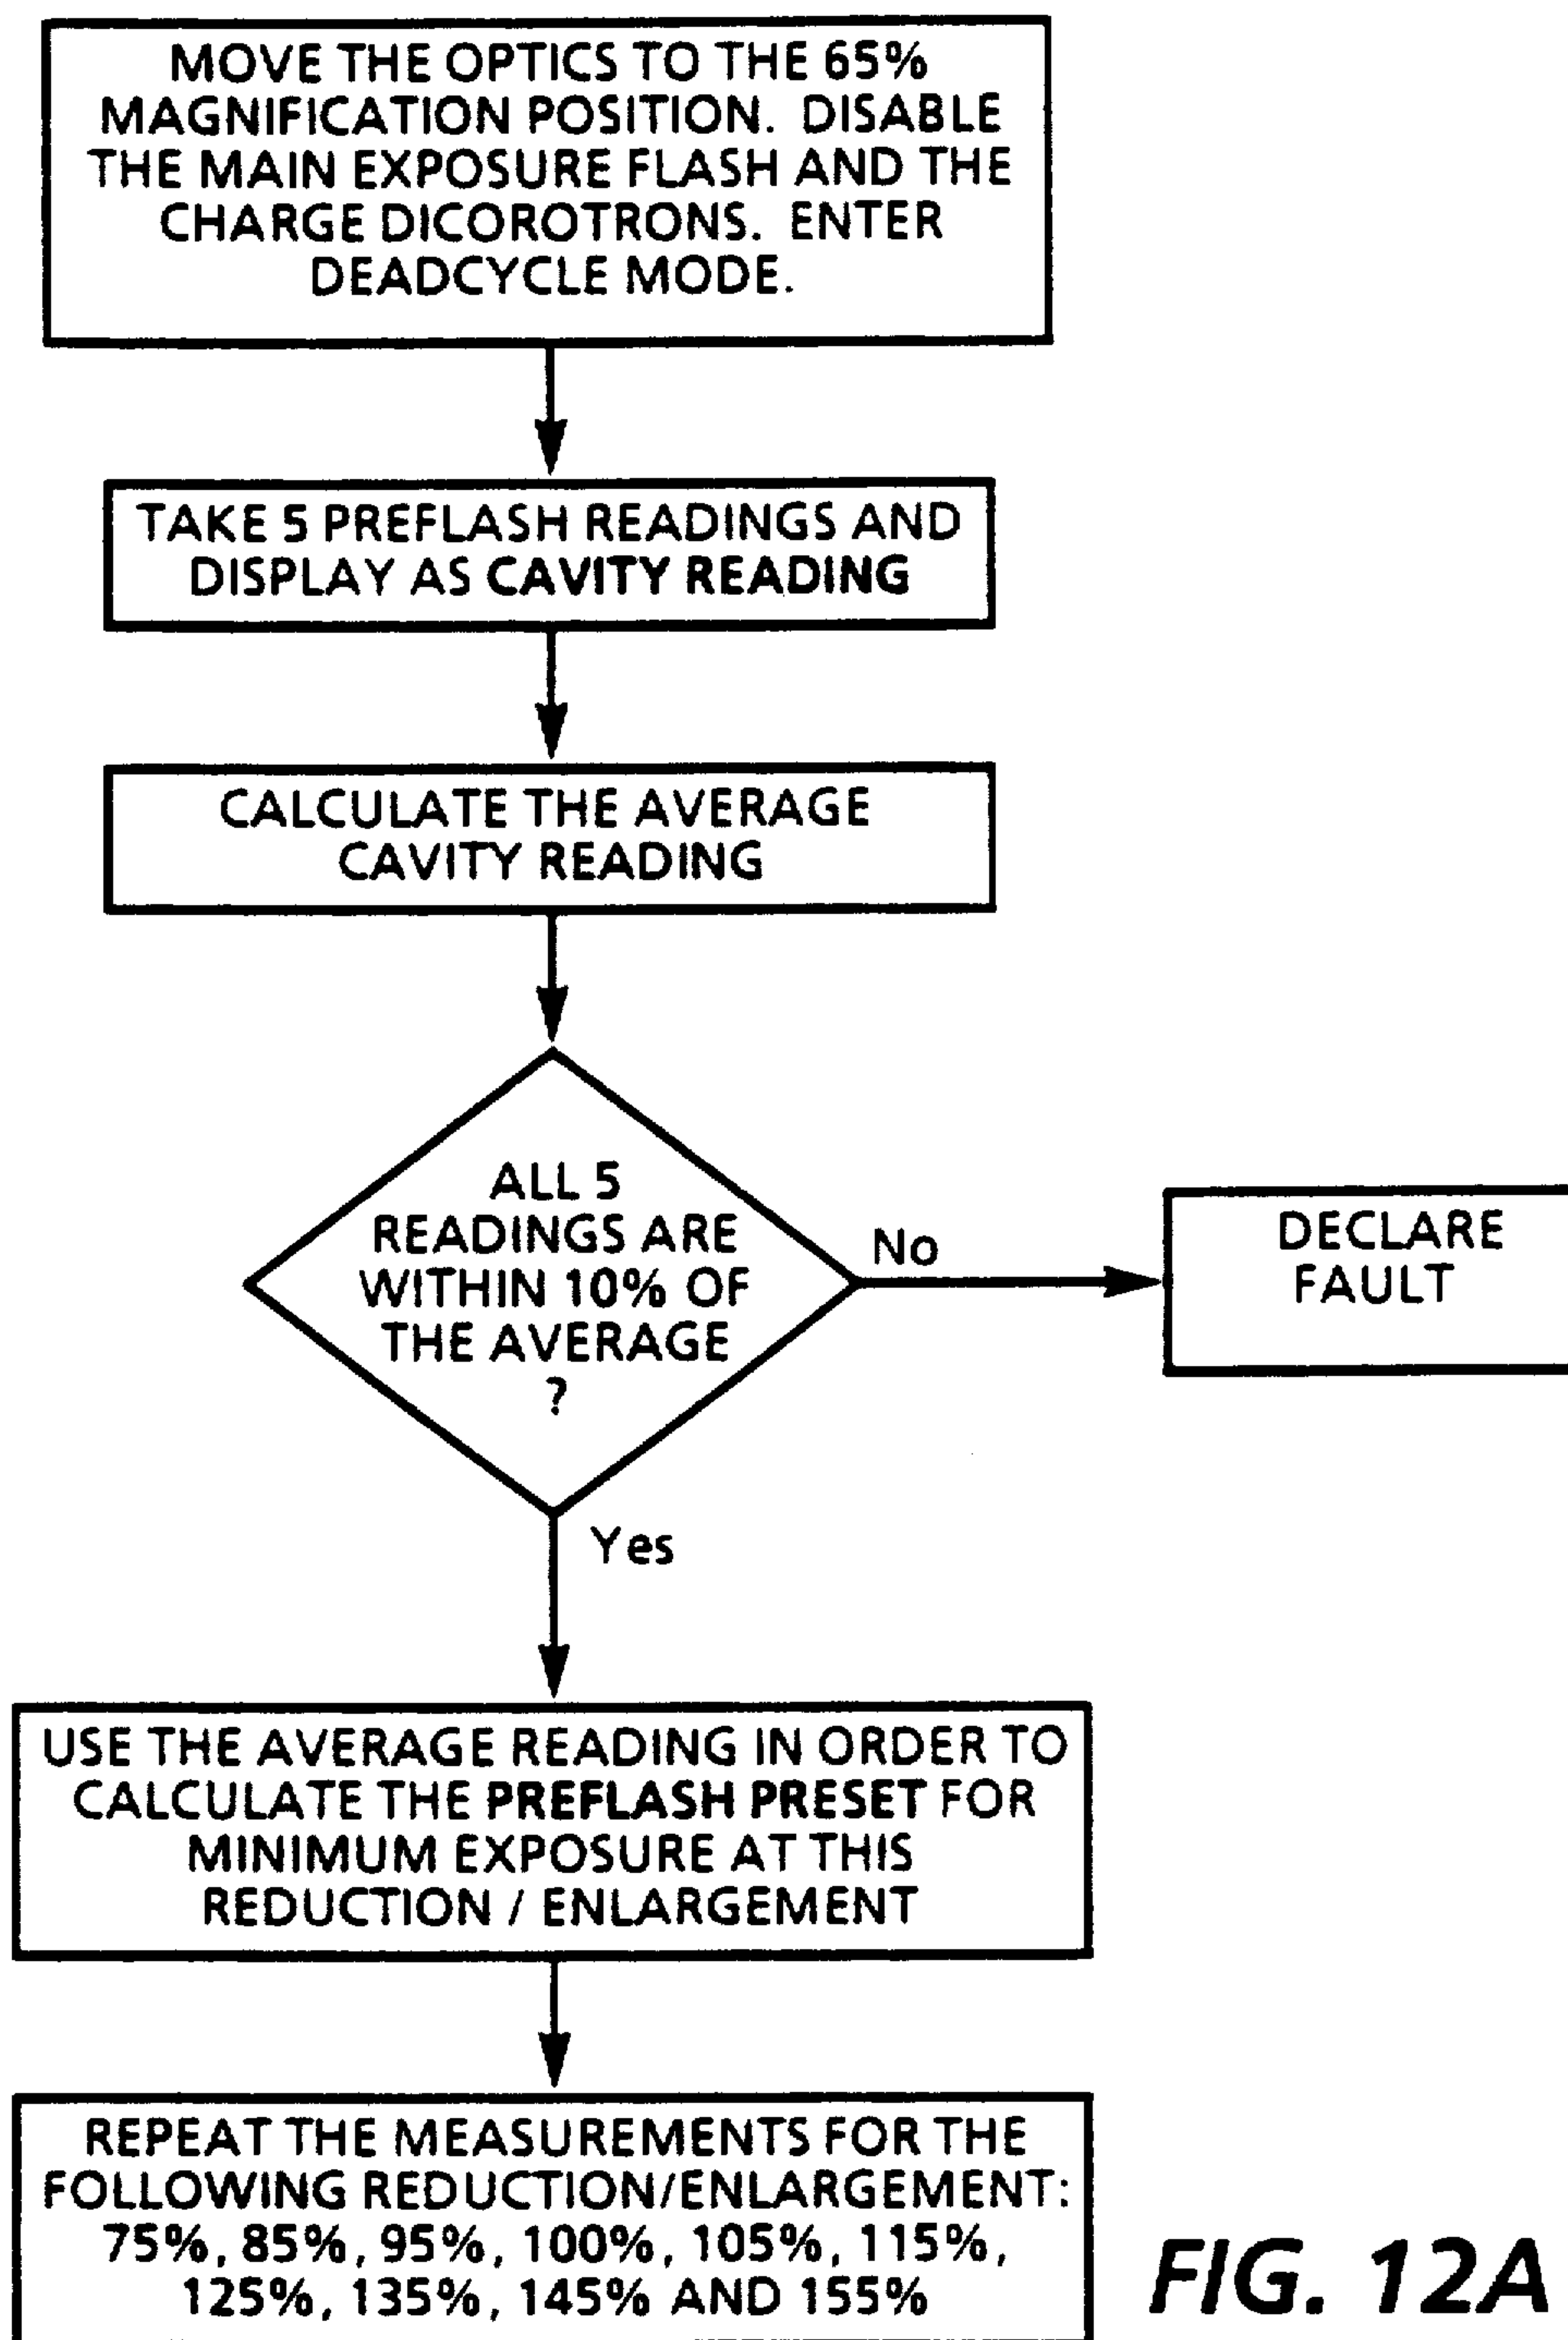 MOVE THE OPTICS TO THE 65%
MAGNIFICATION POSITION. DISABLE
THE MAIN EXPOSURE FLASH AND THE
CHARGE DICOROTRONS. ENTER
DEADCYCLE MODE.
TAKE 5 PREFLASH READINGS AND
DISPLAY AS CAVITY READING
CALCULATE THE AVERAGE
CAVITY READING
ALL 5
READINGS ARE
WITHIN 10% OF
THE AVERAGE
?
No
DECLARE
FAULT
Yes
USE THE AVERAGE READING IN ORDER TO
CALCULATE THE PREFLASH PRESET FOR
MINIMUM EXPOSURE AT THIS
REDUCTION / ENLARGEMENT
REPEAT THE MEASUREMENTS FOR THE
FOLLOWING REDUCTION/ENLARGEMENT:
75%, 85%, 95%, 100%, 105%, 115%,
125%, 135%, 145% AND 155%
FIG. 12A